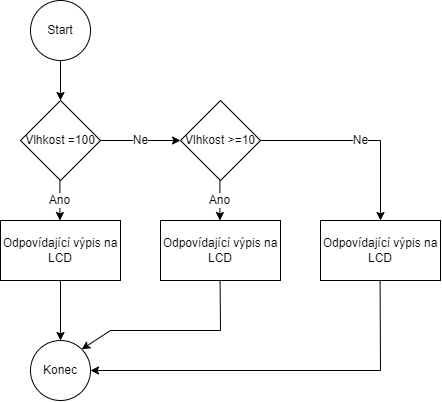 Start
Vlhkost =100
Ne
Vlhkost >=10
Ne
Ano
Ano
Odpovídající výpis na
LCD
Odpovídající výpis na
LCD
Odpovídající výpis na
LCD
Konec